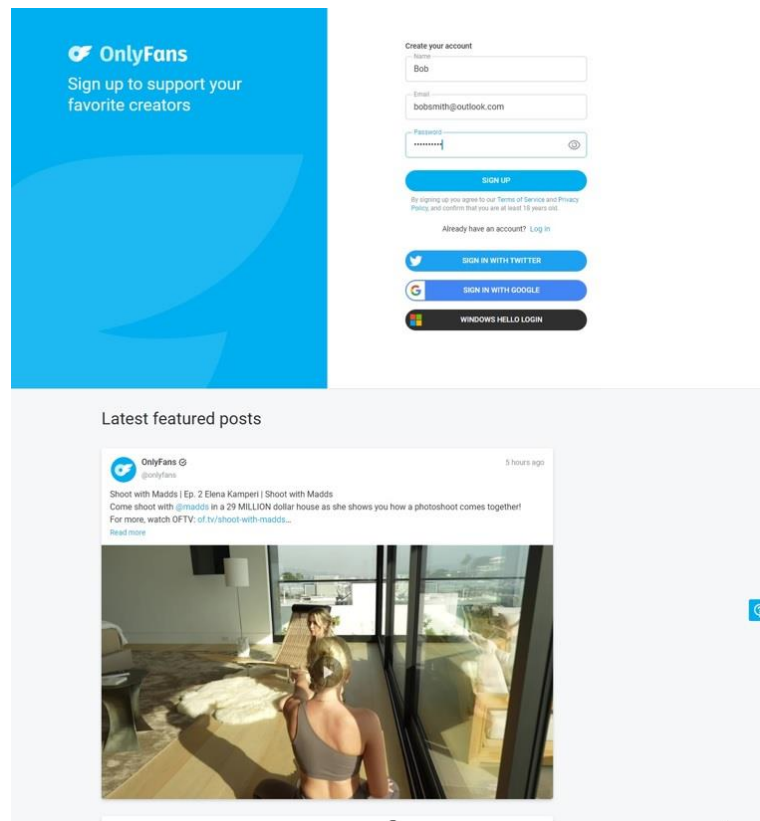 OnlyFans
Sign up to support your
favorite creators
Create your account
Name
Bob
Email
bobsmith@outlook.com
Password
SIGN UP
By signing up you agree to our Terms of Service and Privacy
Policy, and confirm that you are at least 18 years old.
Already have an account? Log in
SIGN IN WITH TWITTER
G
SIGN IN WITH GOOGLE
WINDOWS HELLO LOGIN
Latest featured posts
OnlyFans
5 hours ago
@onlyfans
Shoot with Madds | Ep. 2 Elena Kamperi | Shoot with Madds
Come shoot with @madds in a 29 MILLION dollar house as she shows you how a photoshoot comes together!
For more, watch OFTV: of.tv/shoot-with-madds...
Read more